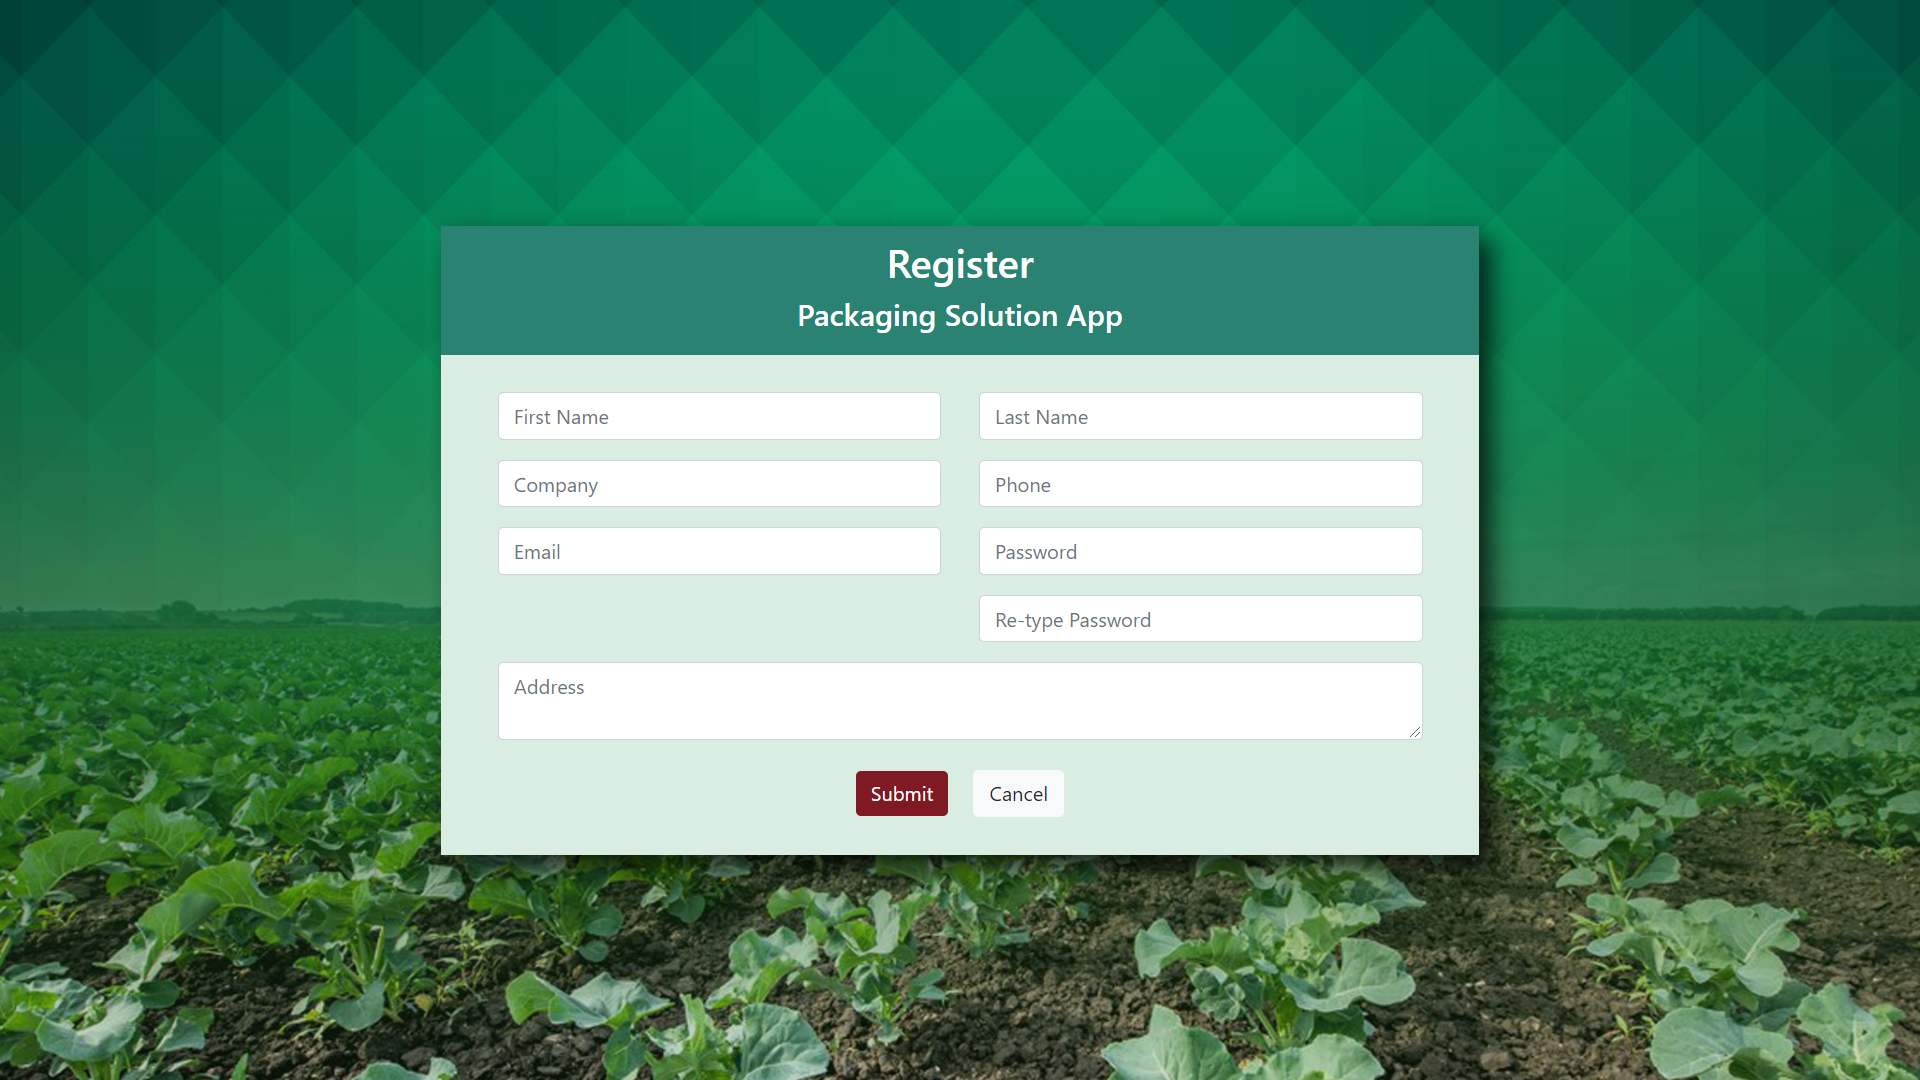 Register
Packaging Solution App
First Name
Last Name
Company
Phone
Email
Password
Re-type Password
Address
Submit
Cancel